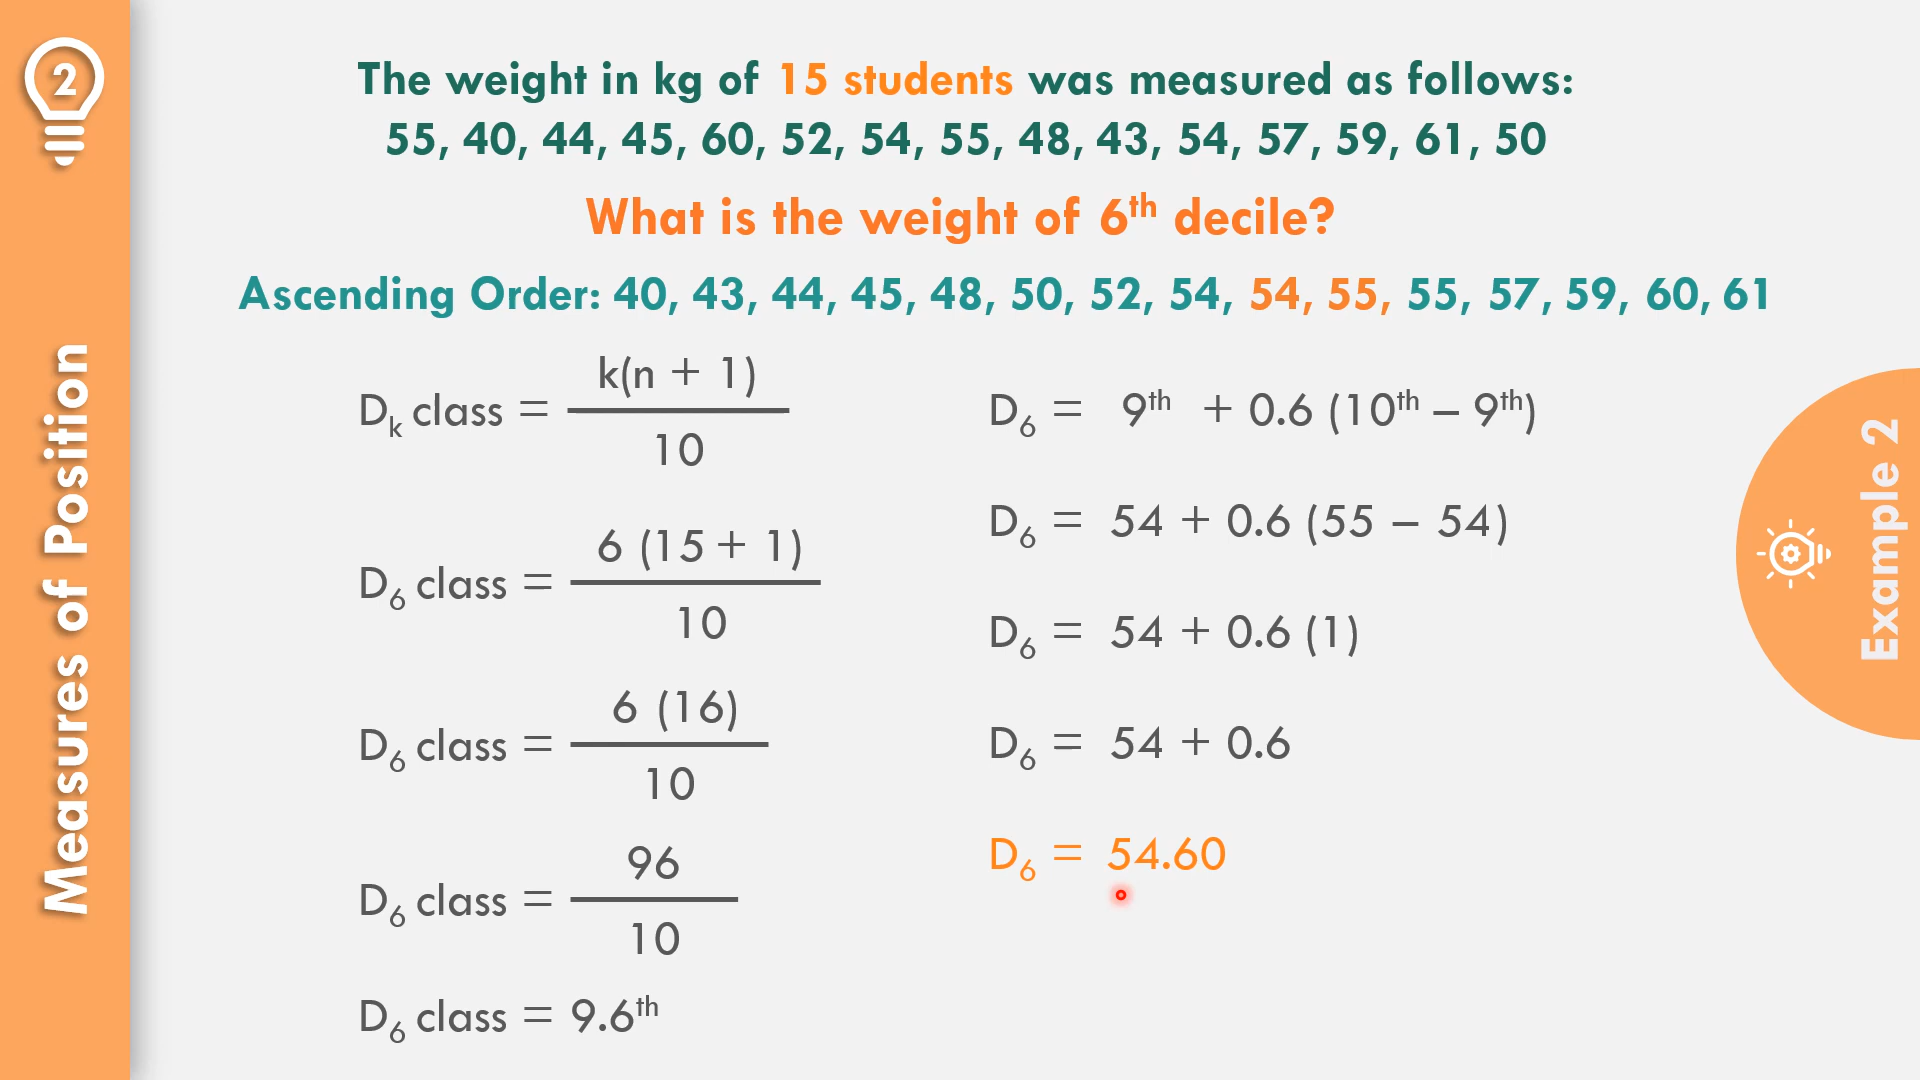 2
Measures of Position
The weight in kg of 15 students was measured as follows:
55, 40, 44, 45, 60, 52, 54, 55, 48, 43, 54, 57, 59, 61, 50
What is the weight of 6th decile?
Ascending Order: 40, 43, 44, 45, 48, 50, 52, 54, 54, 55, 55, 57, 59, 60, 61
Dk class = k(n + 1) / 10
D6 class = 6 (15 + 1) / 10
D6 class = 6 (16) / 10
D6 class = 96 / 10
D6 class = 9.6th
D6 = 9th + 0.6 (10th – 9th)
D6 = 54 + 0.6 (55 – 54)
D6 = 54 + 0.6 (1)
D6 = 54 + 0.6
D6 = 54.60
Example 2